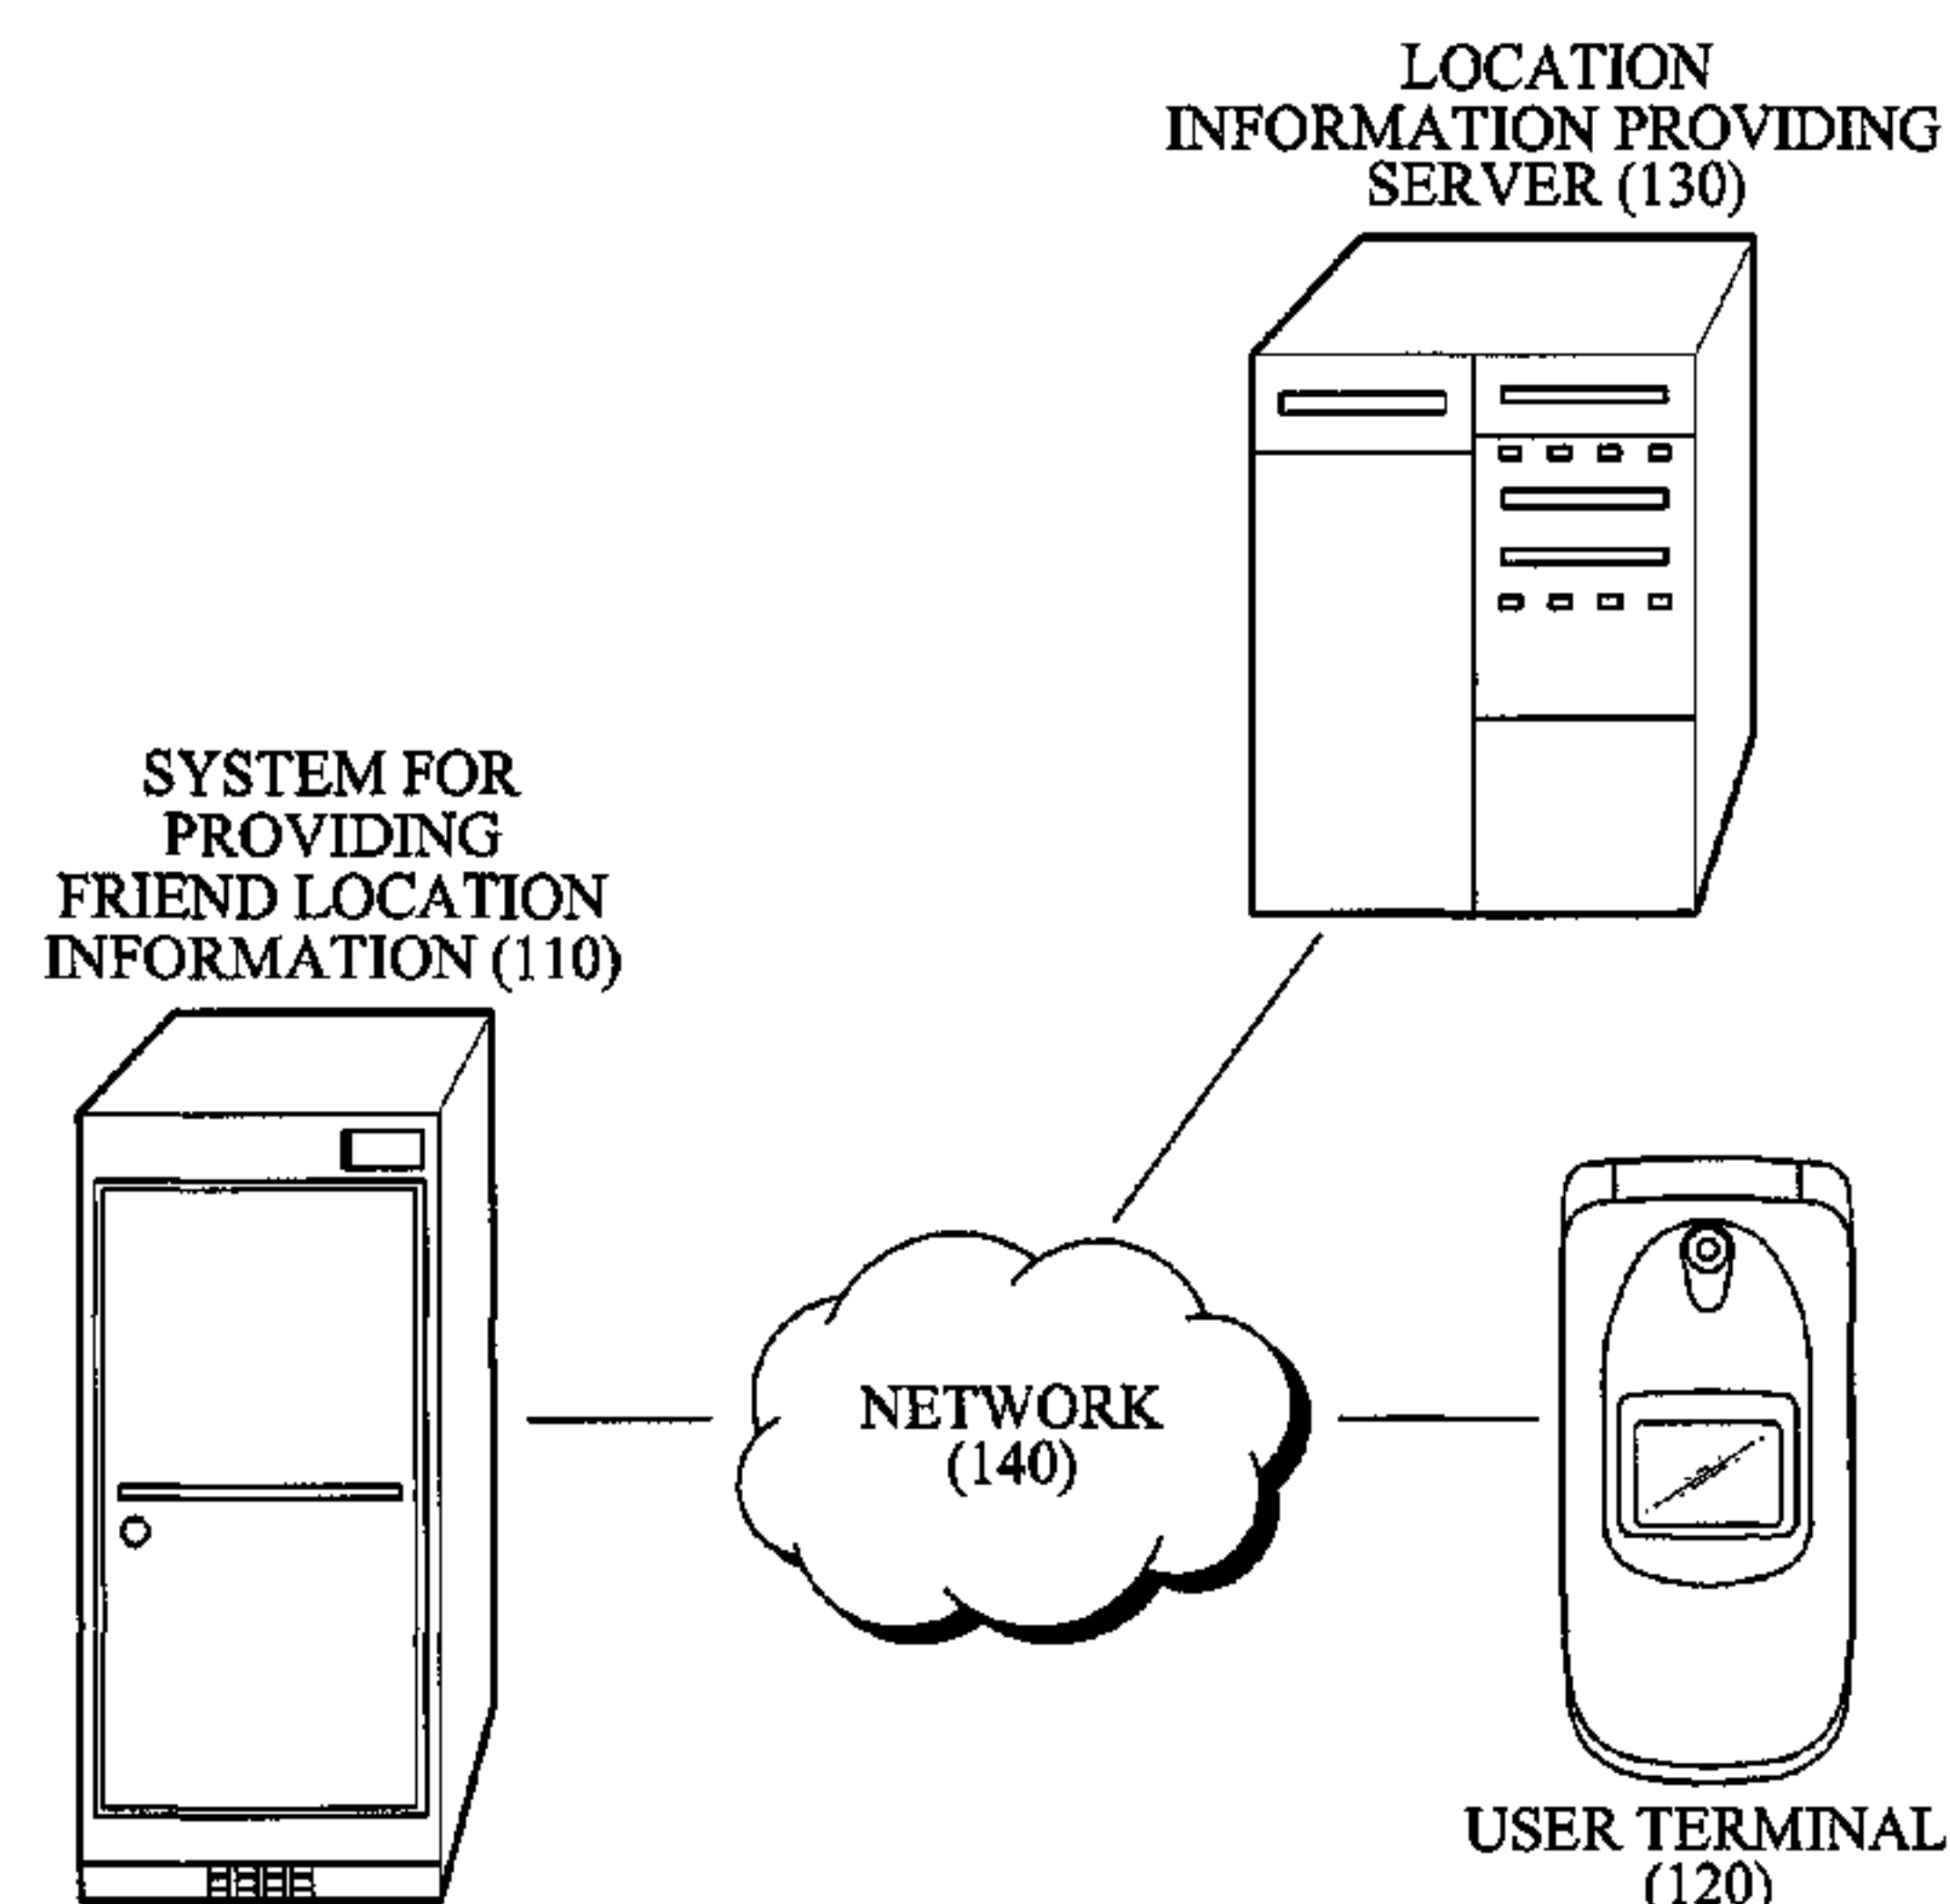 LOCATION
INFORMATION PROVIDING
SERVER (130)
SYSTEM FOR
PROVIDING
FRIEND LOCATION
INFORMATION (110)
NETWORK
(140)
USER TERMINAL
(120)